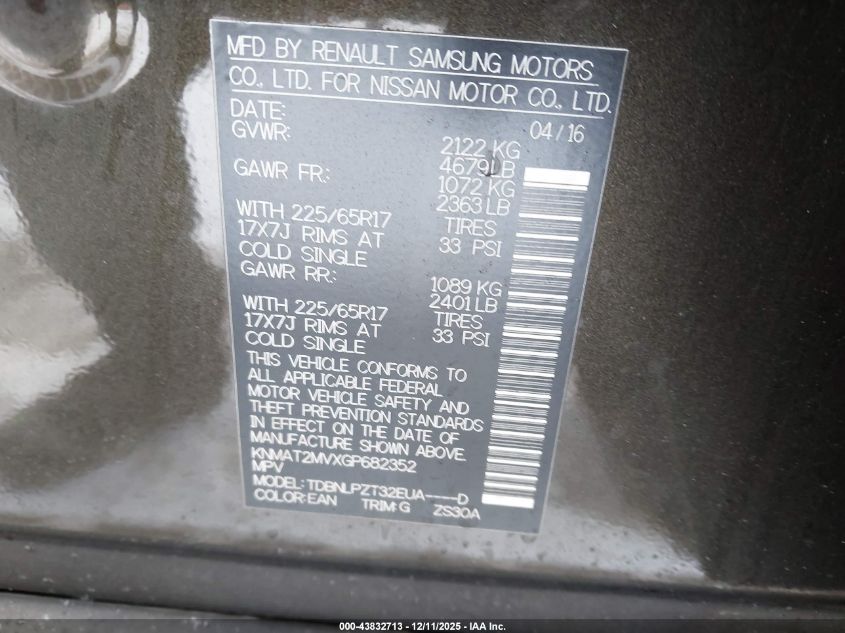 MFD BY RENAULT SAMSUNG MOTORS
CO., LTD. FOR NISSAN MOTOR CO., LTD.
DATE: 04/16
GVWR: 2122 KG
4679 LB
GAWR FR.: 1072 KG
2363 LB
WITH 225/65R17 TIRES
17X7J RIMS AT 33 PSI
COLD SINGLE
GAWR RR.: 1089 KG
2401 LB
WITH 225/65R17 TIRES
17X7J RIMS AT 33 PSI
COLD SINGLE
THIS VEHICLE CONFORMS TO
ALL APPLICABLE FEDERAL
MOTOR VEHICLE SAFETY AND
THEFT PREVENTION STANDARDS
IN EFFECT ON THE DATE OF
MANUFACTURE SHOWN ABOVE.
KNMAT2MVXGP682352
MPV
MODEL: TDBNLPZT32EUA----D
COLOR: EAN TRIM: G ZS30A
000-43832713 - 12/11/2025 - IAA Inc.